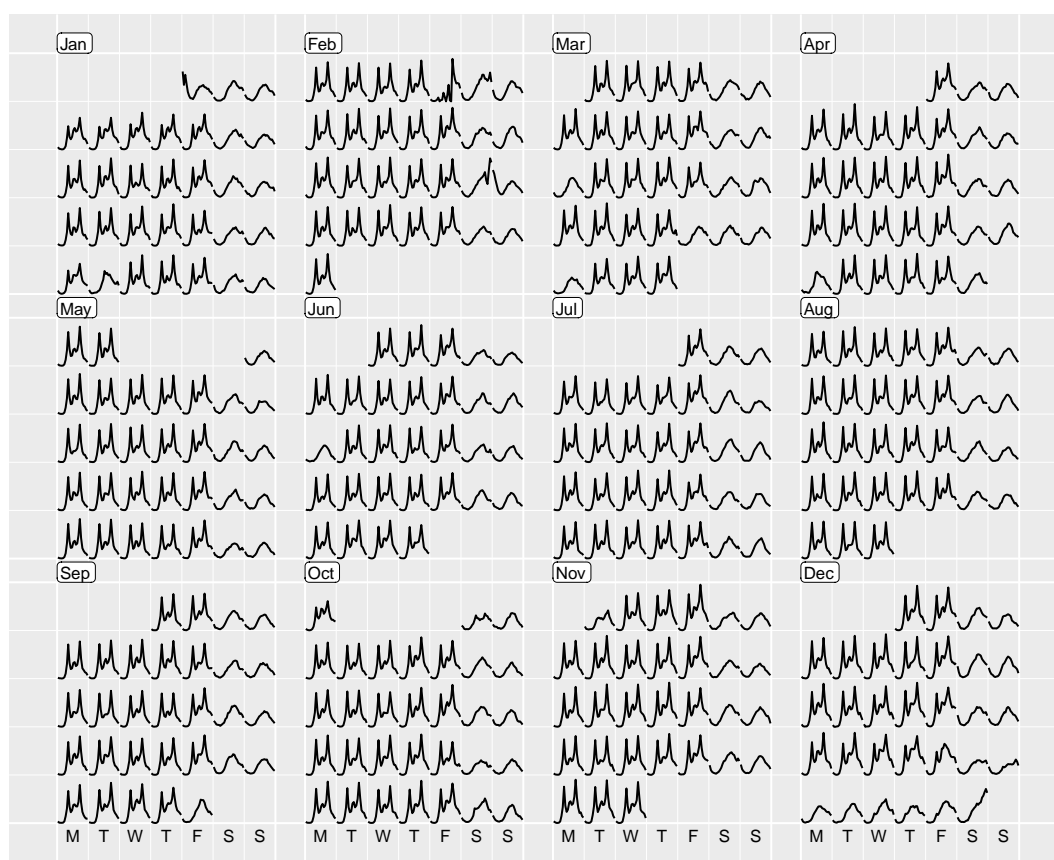 Jan Feb Mar Apr
May Jun Jul Aug
Sep Oct Nov Dec
M T W T F S S M T W T F S S M T W T F S S M T W T F S S